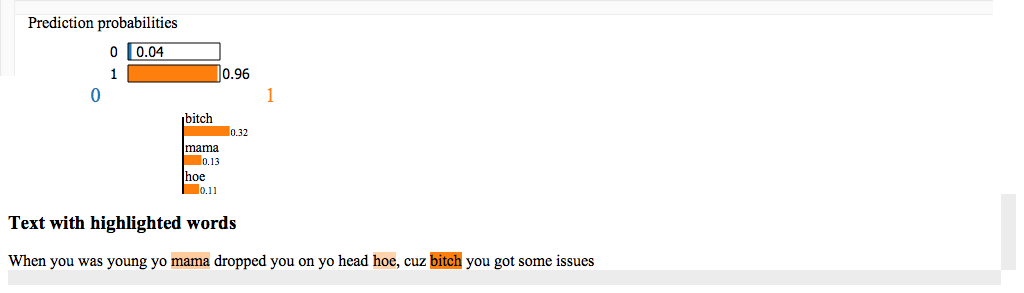 Prediction probabilities
0 0.04
1 0.96
0 1
bitch
0.32
mama
0.13
hoe
0.11
Text with highlighted words
When you was young yo mama dropped you on yo head hoe, cuz bitch you got some issues